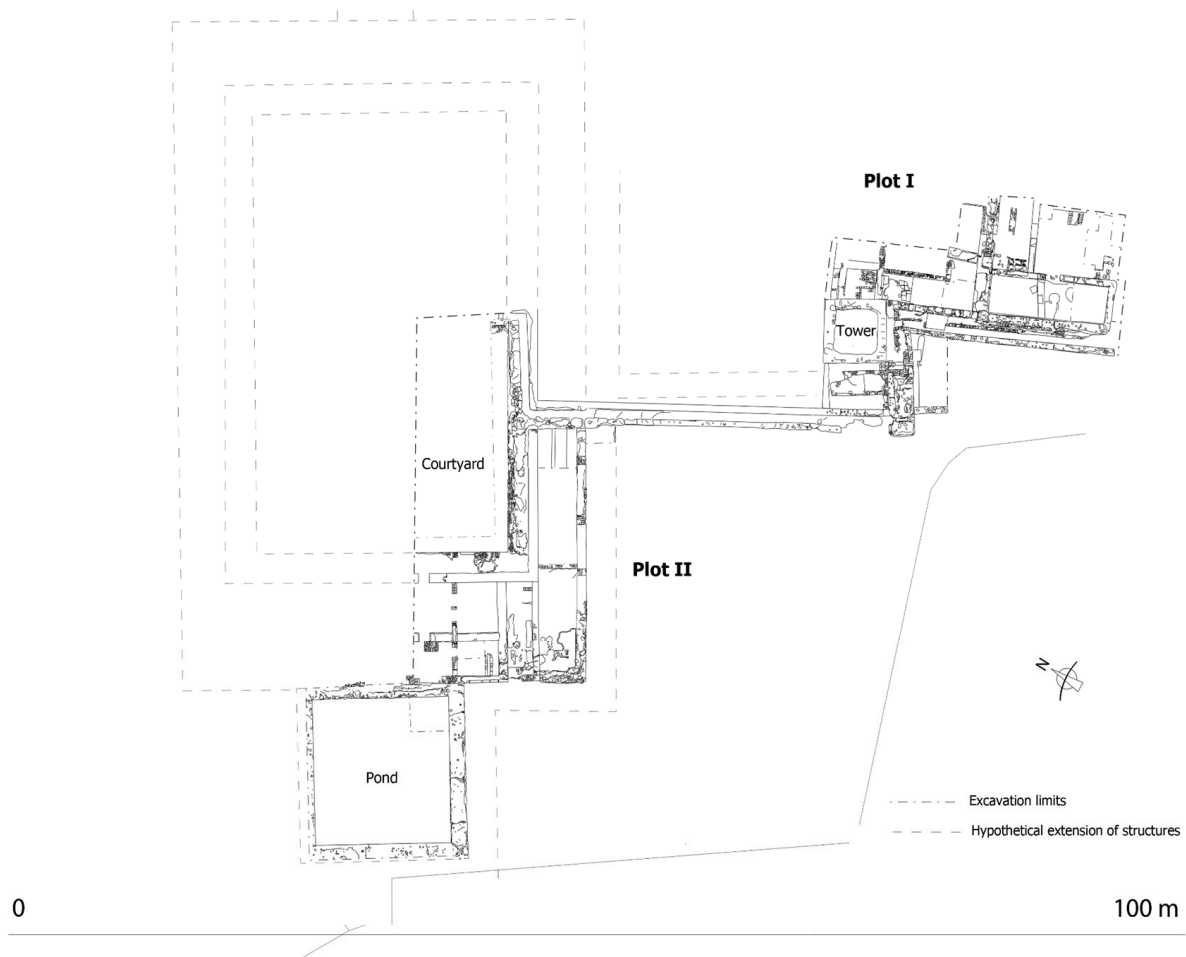 Plot I
Tower
Courtyard
Plot II
N
Pond
Excavation limits
Hypothetical extension of structures
0
100 m